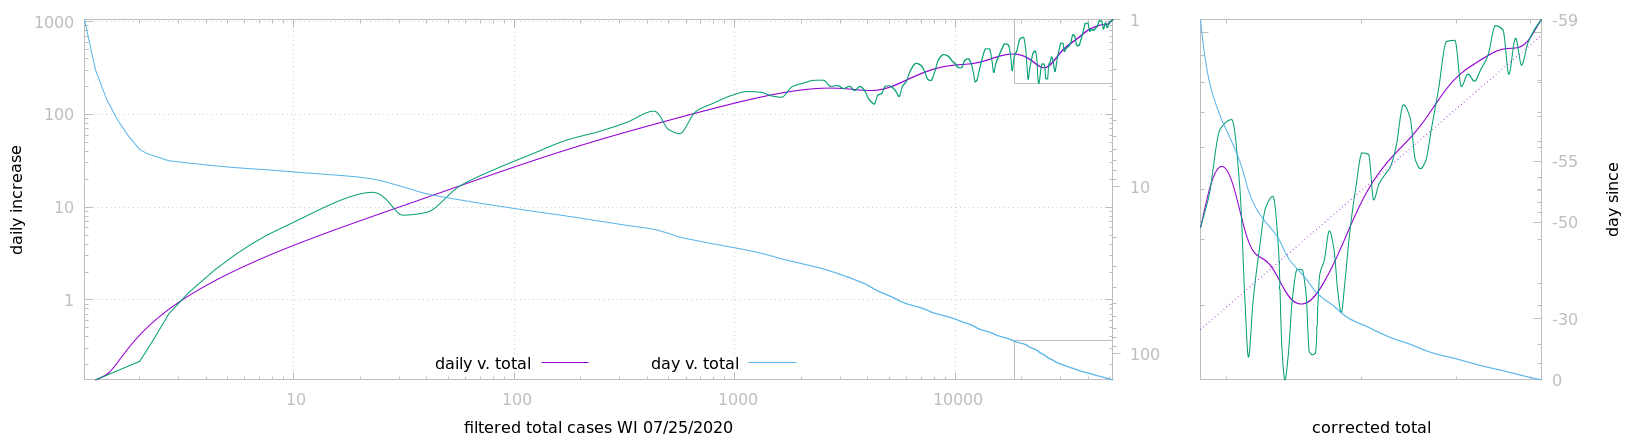 1000
100
10
1
daily increase
daily v. total
day v. total
10
100
1000
10000
filtered total cases WI 07/25/2020
1
10
100
-59
-55
-50
-30
0
day since
corrected total